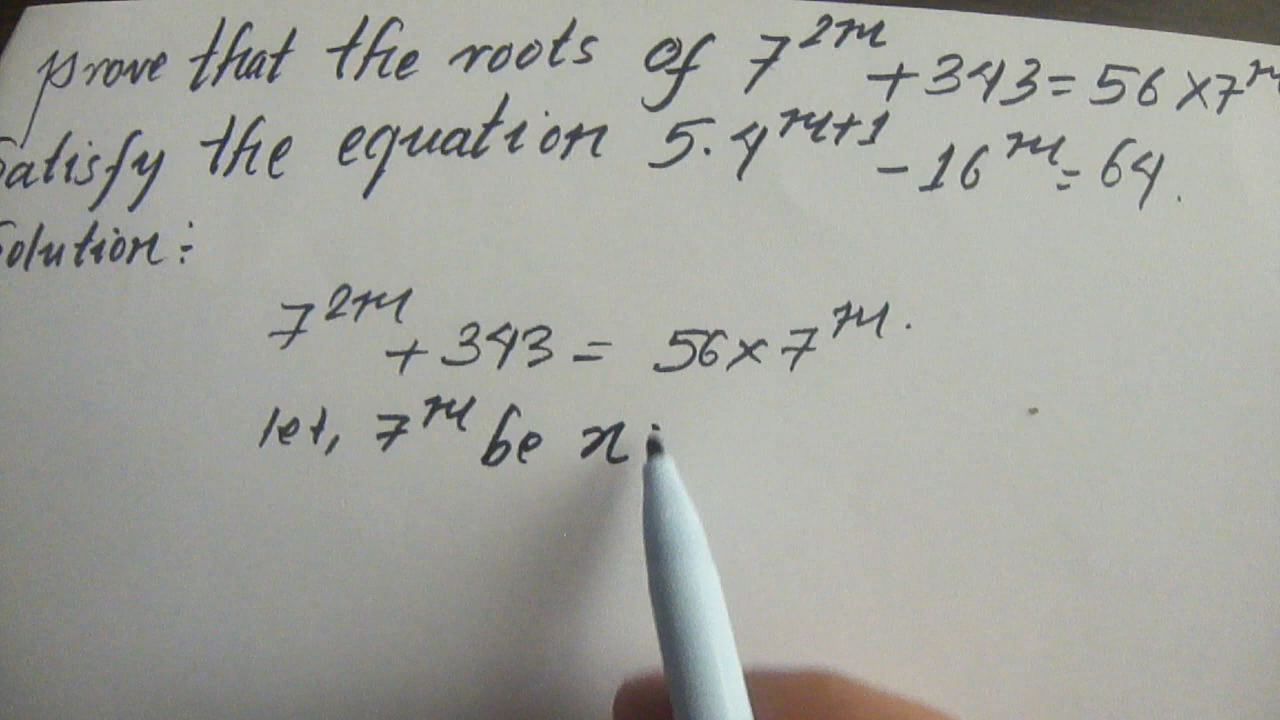 prove that the roots of 7^{2m} + 343 = 56 × 7^m
Satisfy the equation 5.4^{m+1} - 16^m = 64.
Solution:
7^{2m} + 343 = 56 × 7^m.
let, 7^m be x